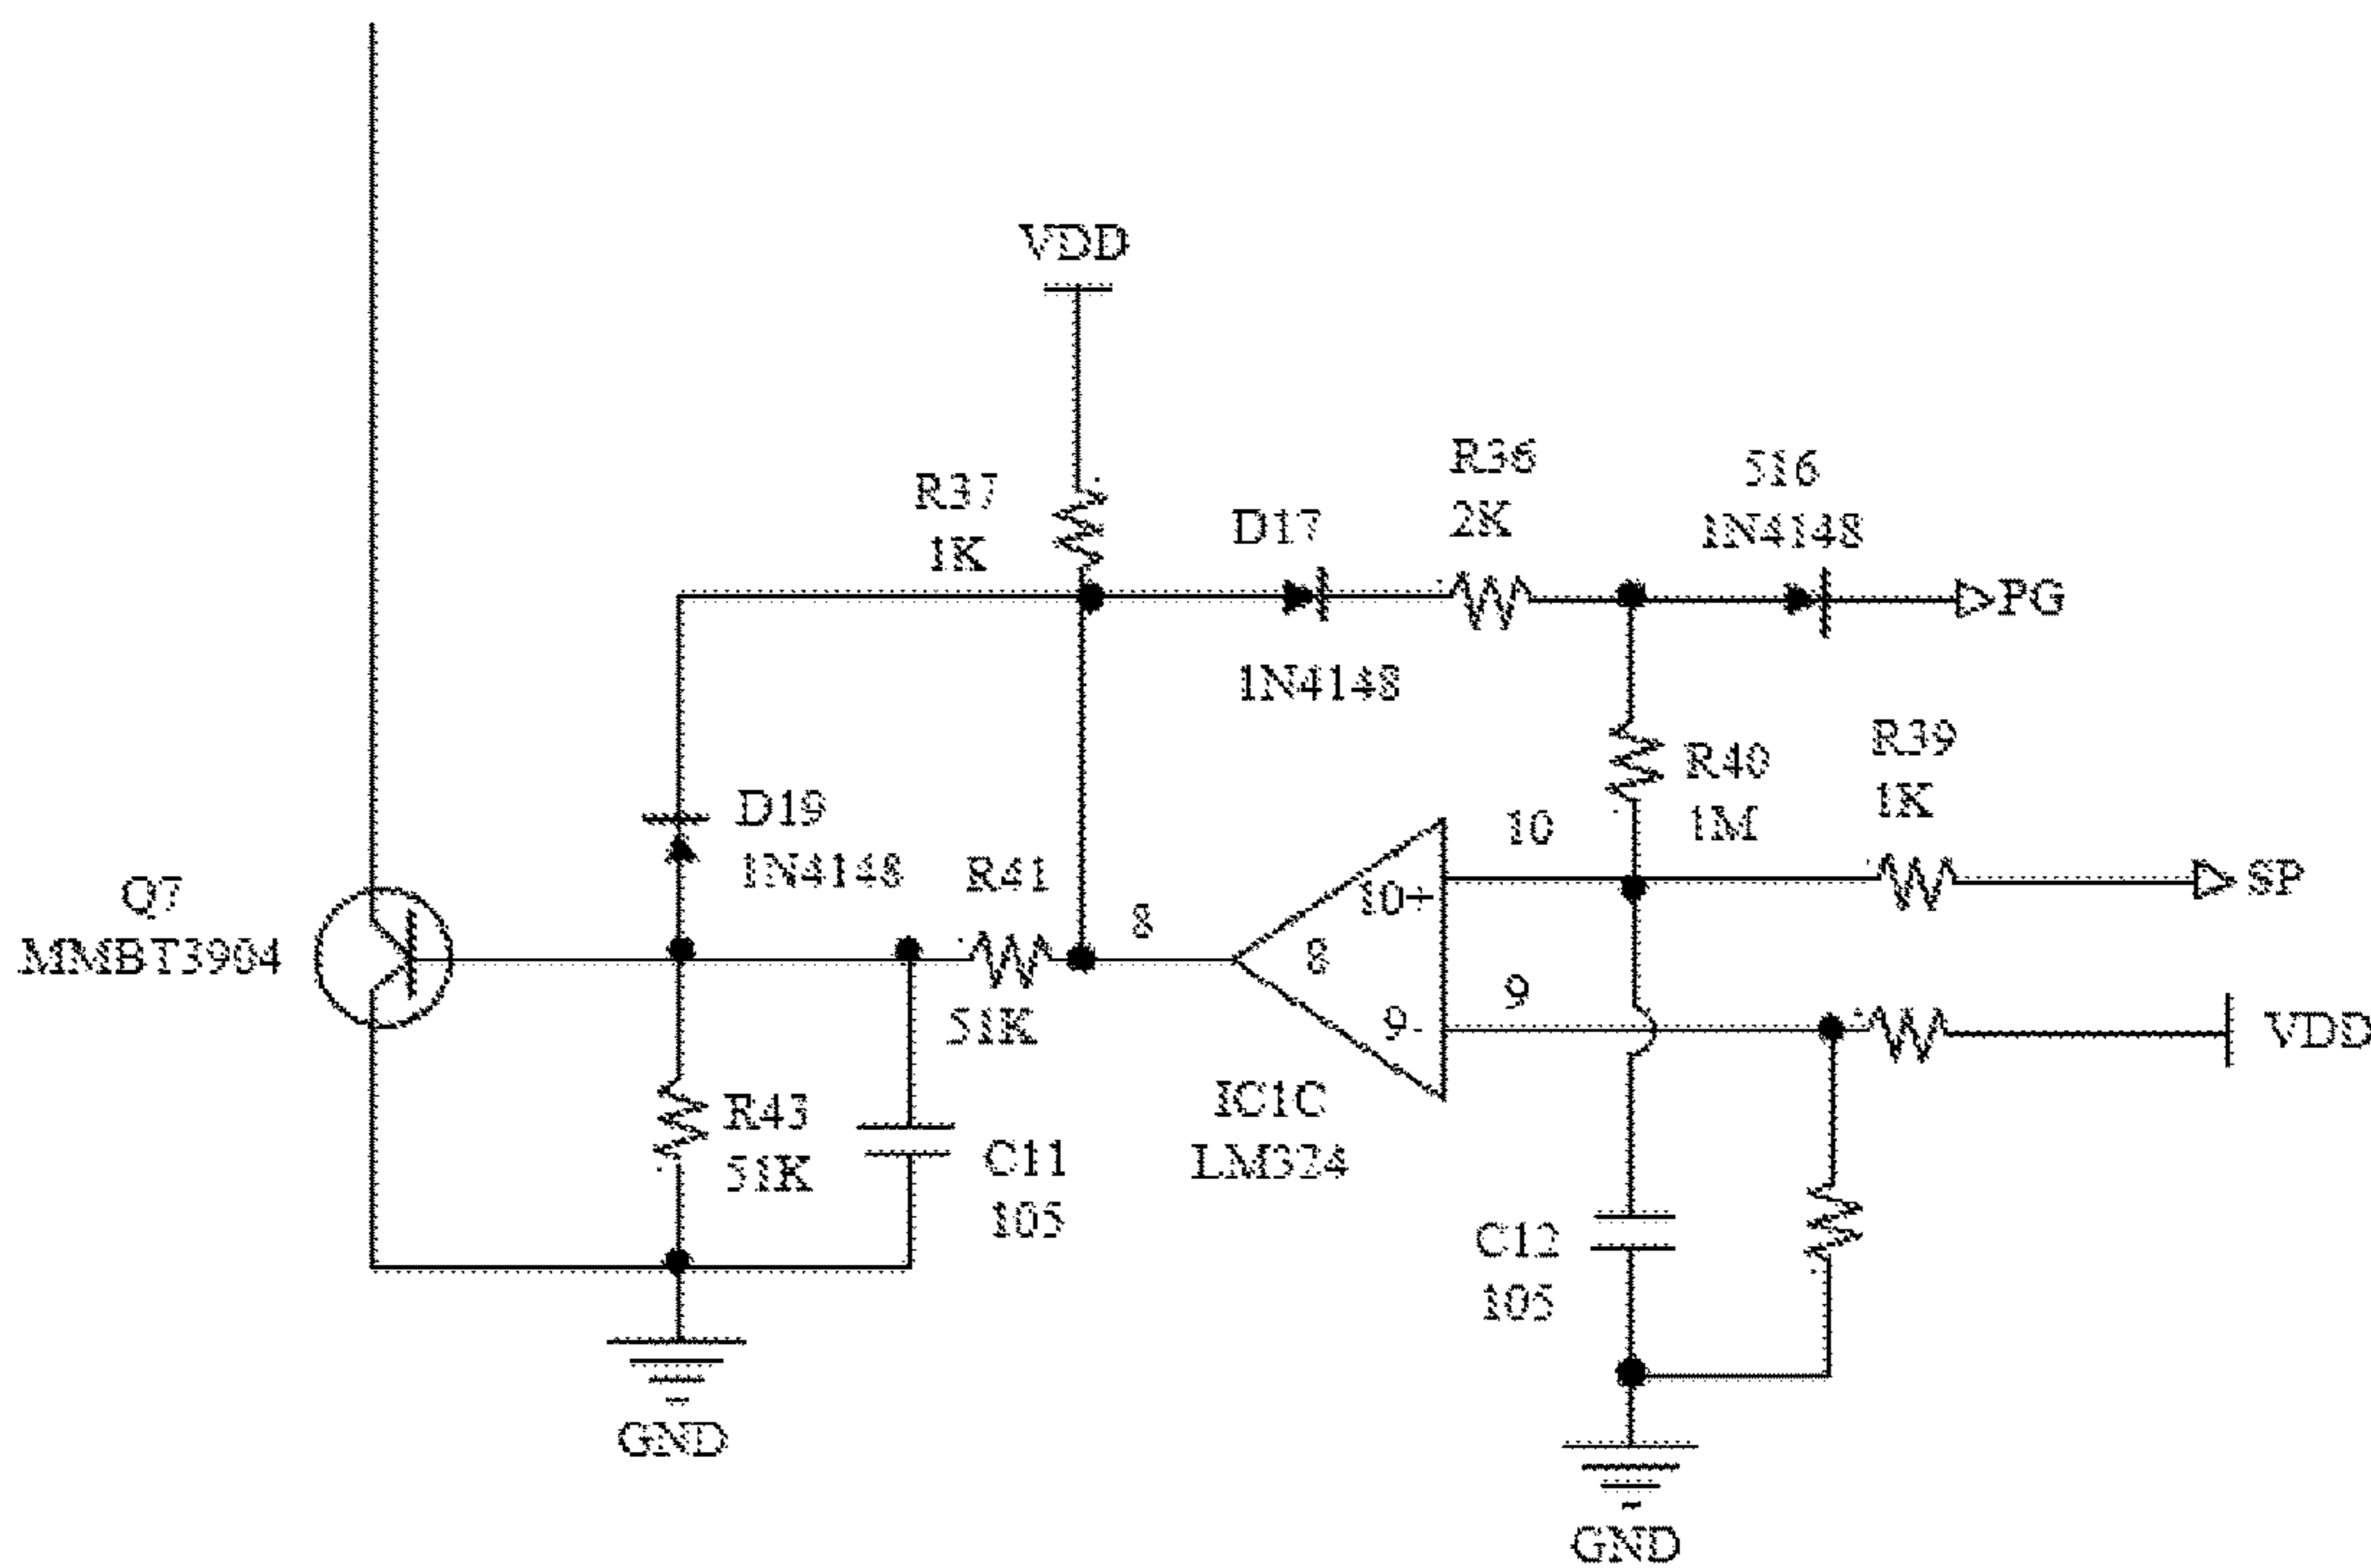 VDD
R37
1K
D17
1N4148
R36
2K
516
1N4148
PG
R40
1M
R39
1K
SP
D19
1N4148
R41
51K
8
8
10
10+
9
9-
VDD
Q7
MMBT3904
R43
51K
C11
105
IC1C
LM324
C12
105
GND
GND